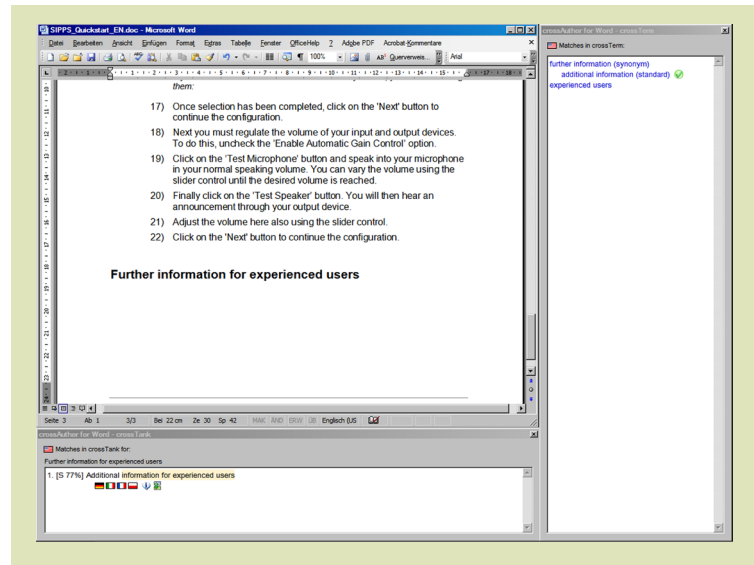 SIPPS_Quickstart_EN.doc - Microsoft Word
Datei Bearbeiten Ansicht Einfügen Format Extras Tabelle Fenster OfficeHelp ? Adobe PDF Acrobat-Kommentare
100% Querverweis... Arial
them:
17) Once selection has been completed, click on the 'Next' button to
continue the configuration.
18) Next you must regulate the volume of your input and output devices.
To do this, uncheck the 'Enable Automatic Gain Control' option.
19) Click on the 'Test Microphone' button and speak into your microphone
in your normal speaking volume. You can vary the volume using the
slider control until the desired volume is reached.
20) Finally click on the 'Test Speaker' button. You will then hear an
announcement through your output device.
21) Adjust the volume here also using the slider control.
22) Click on the 'Next' button to continue the configuration.
Further information for experienced users
Seite 3 Ab 1 3/3 Bei 22 cm Ze 30 Sp 42 MAK ÄND ERW ÜB Englisch (US
crossAuthor for Word - crossTank
Matches in crossTank for:
Further information for experienced users
1. [S 77%] Additional information for experienced users
crossAuthor for Word - crossTerm
Matches in crossTerm:
further information (synonym)
additional information (standard)
experienced users